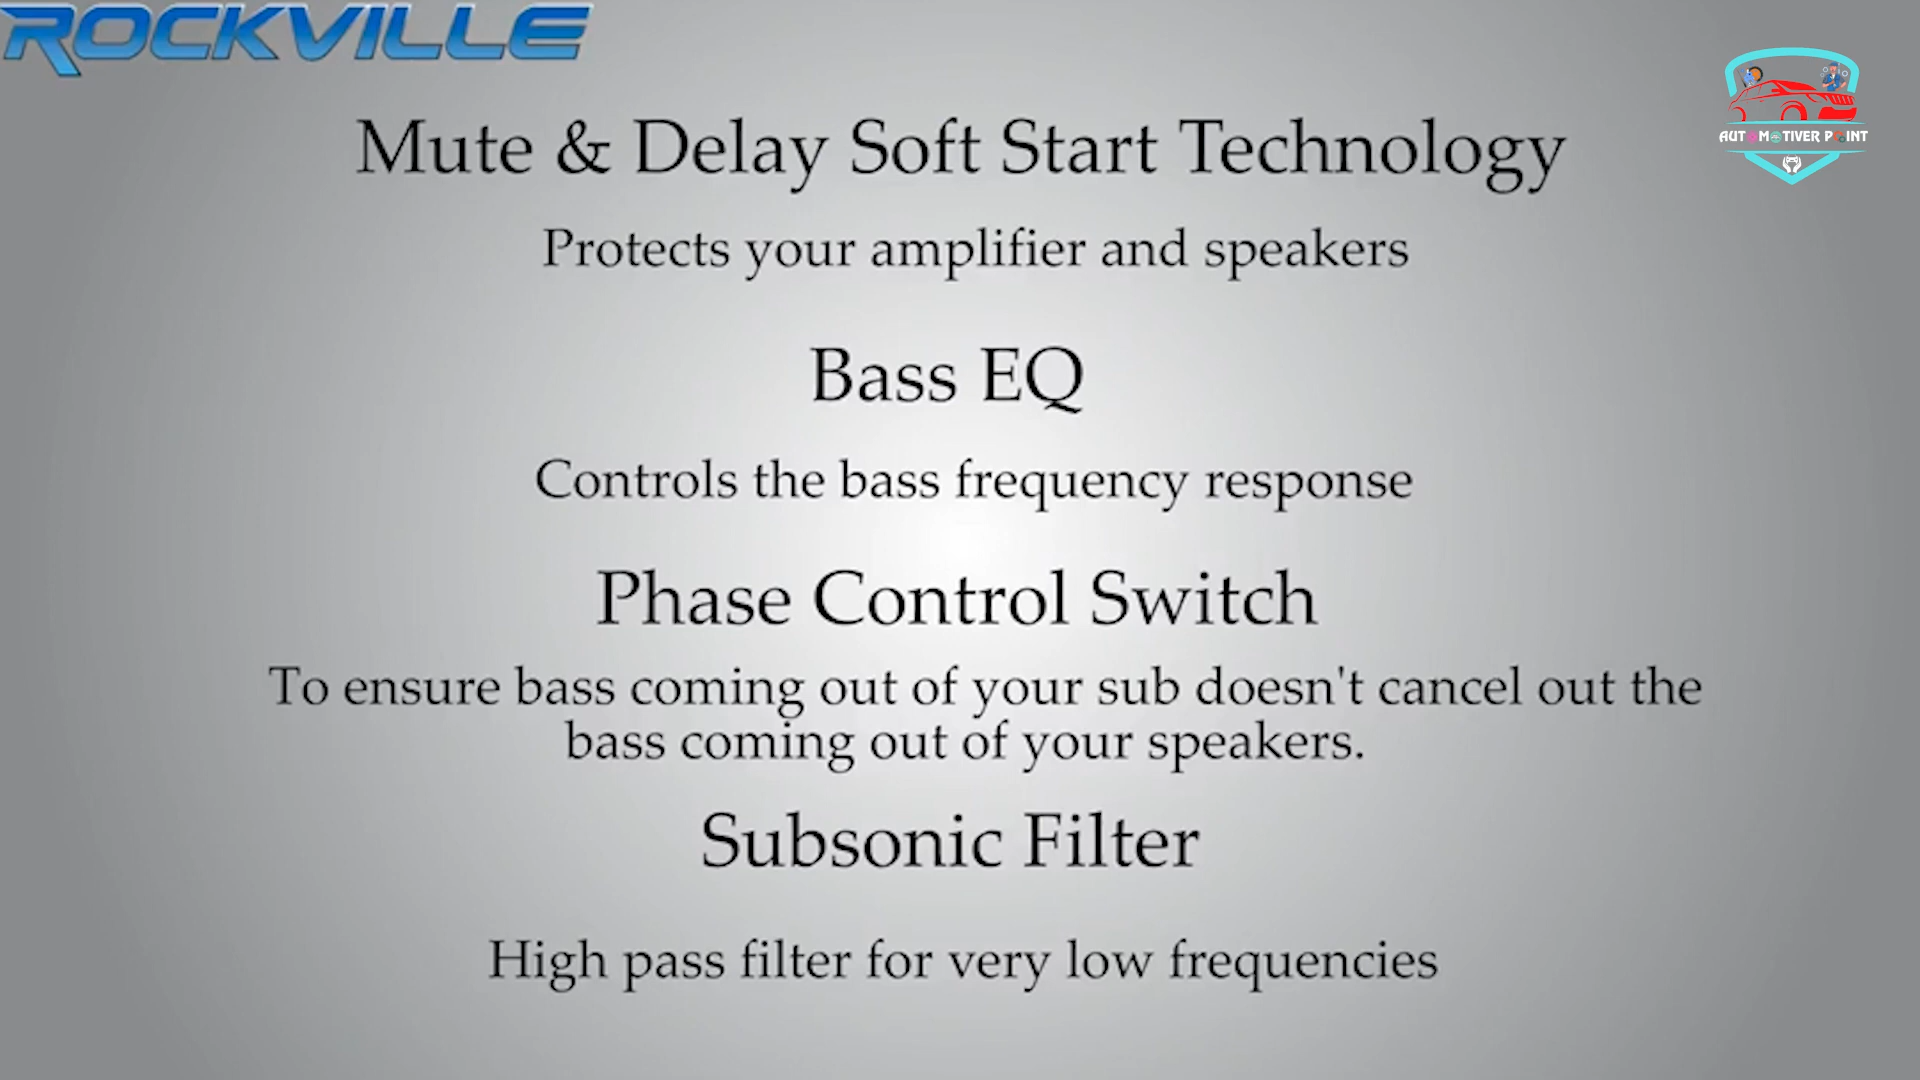 ROCKVILLE
AUTOMOTIVER POINT
Mute & Delay Soft Start Technology
Protects your amplifier and speakers
Bass EQ
Controls the bass frequency response
Phase Control Switch
To ensure bass coming out of your sub doesn't cancel out the
bass coming out of your speakers.
Subsonic Filter
High pass filter for very low frequencies